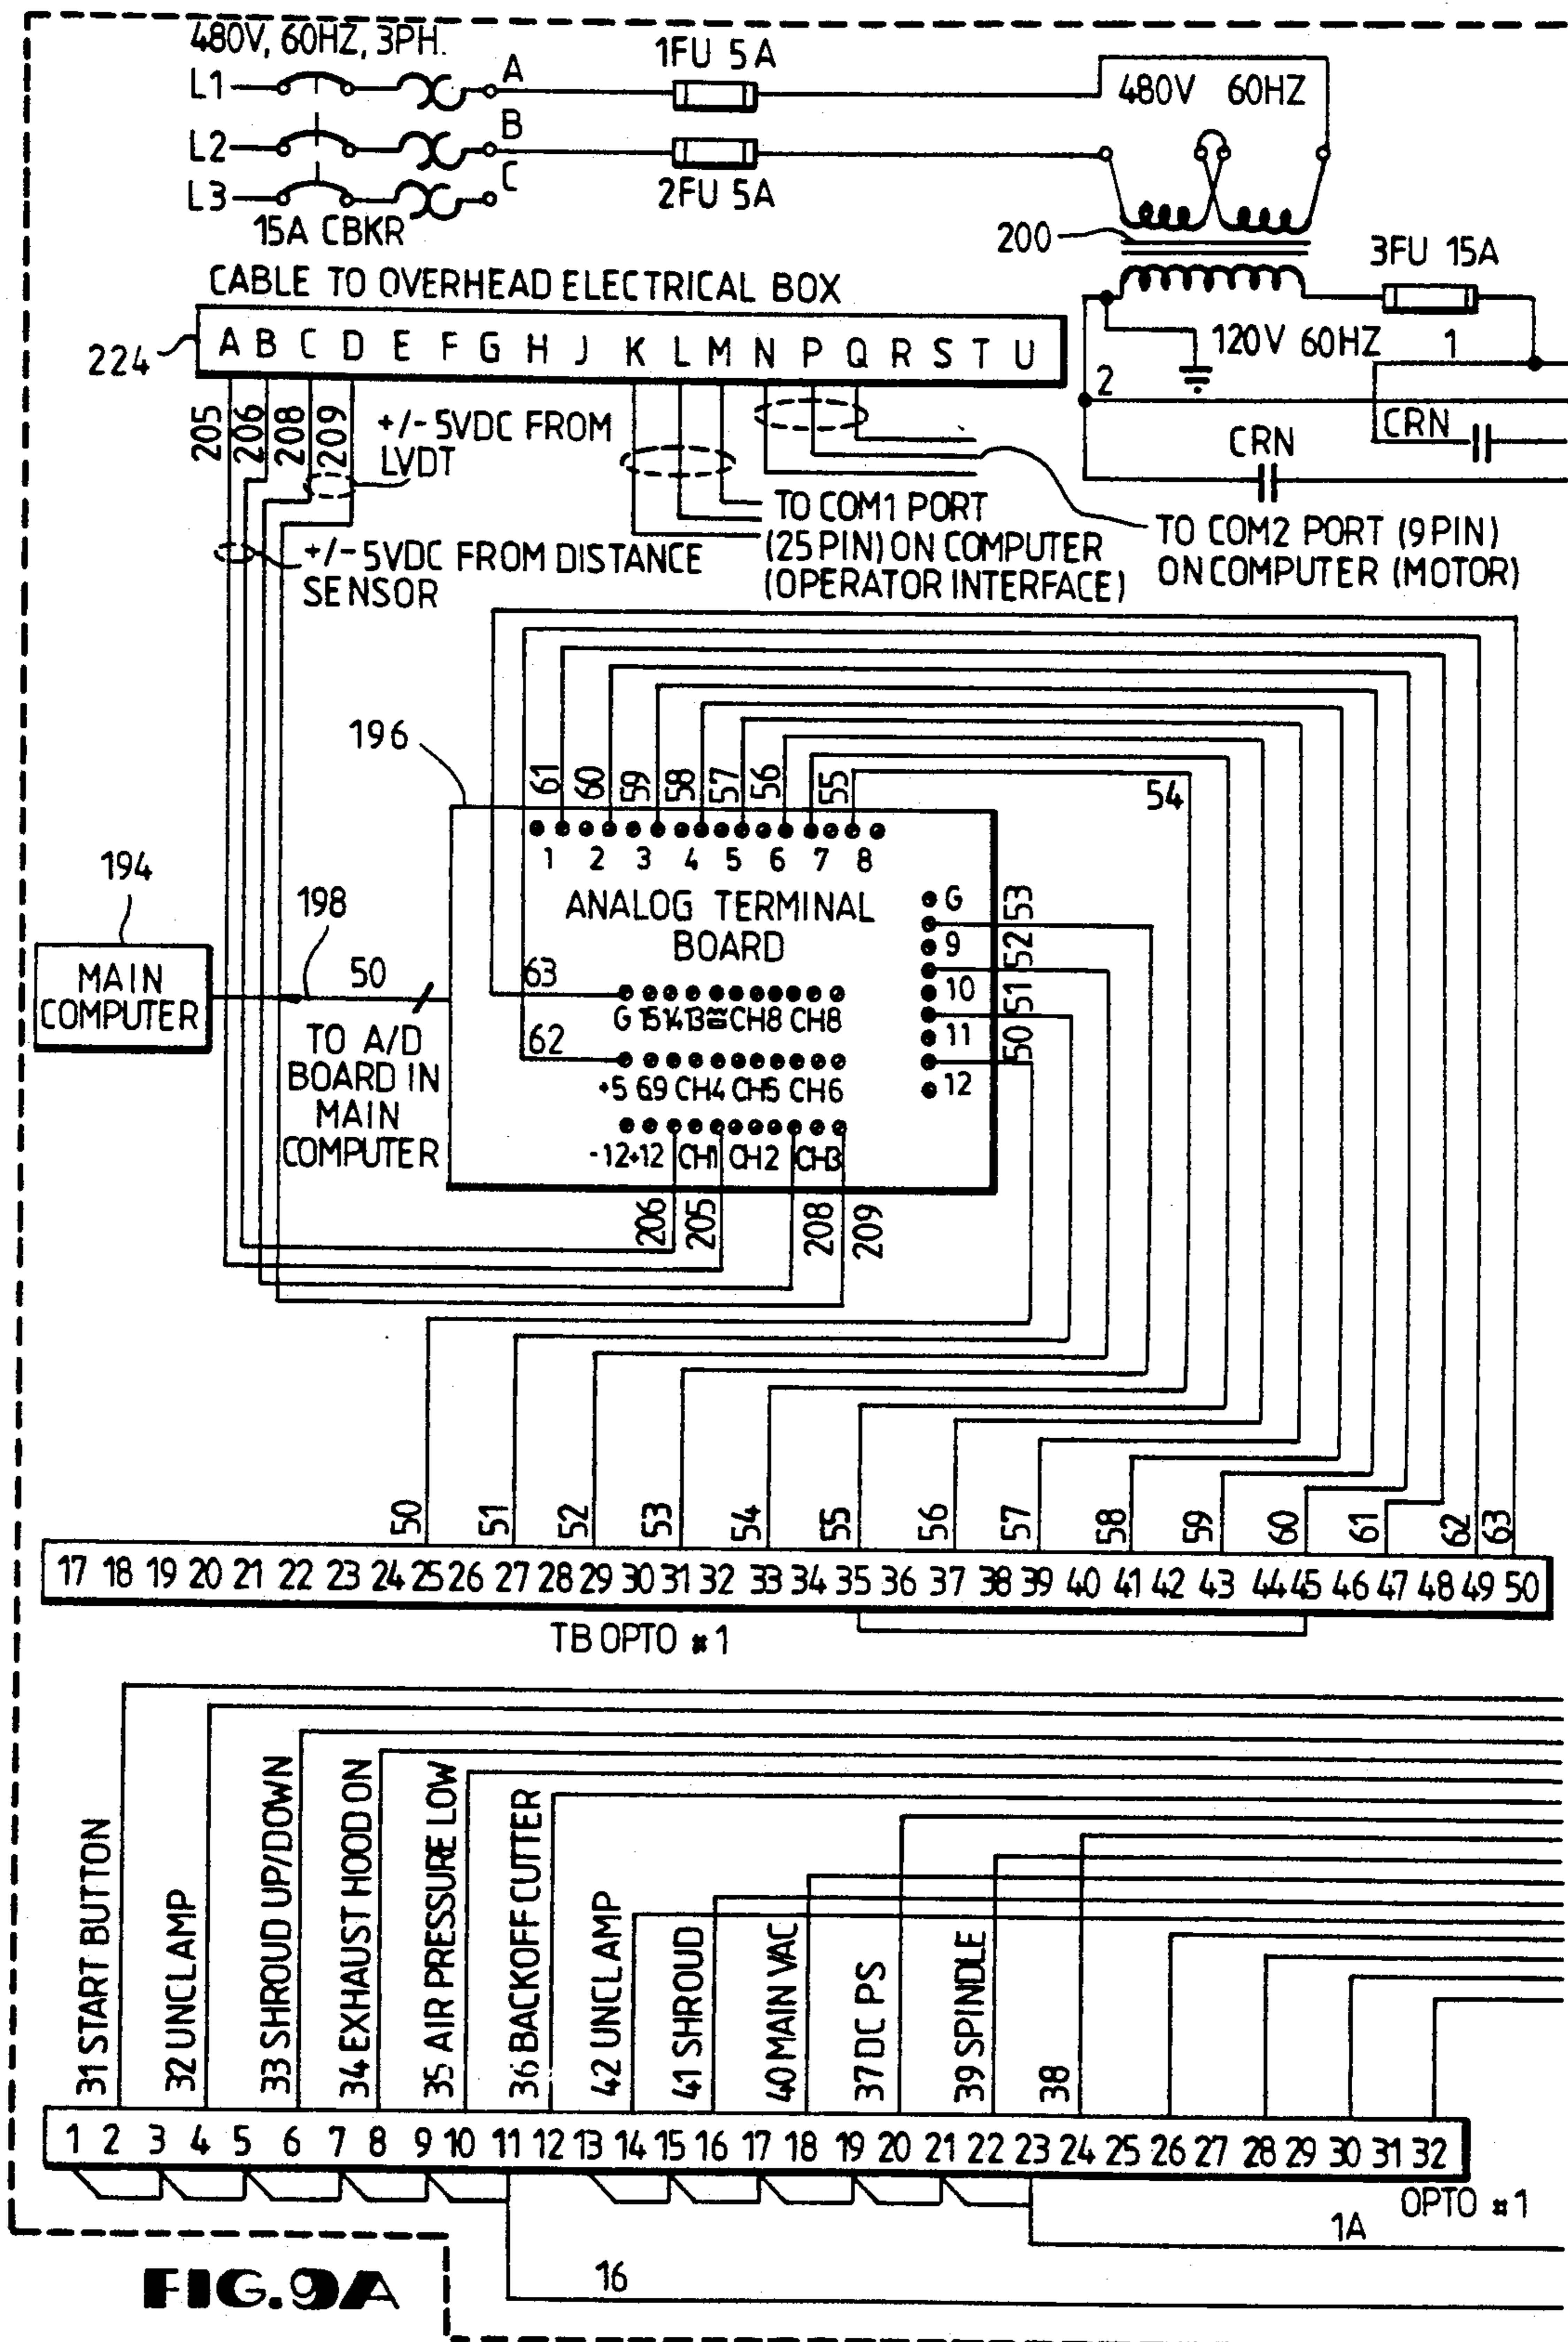 480V, 60HZ, 3PH.
L1
A
1FU 5A
480V 60HZ
L2
B
2FU 5A
L3
C
15A CBKR
200
3FU 15A
CABLE TO OVERHEAD ELECTRICAL BOX
224
A B C D E F G H J K L M N P Q R S T U
120V 60HZ
1
2
205
206
208
209
+/-5VDC FROM
LVDT
CRN
CRN
TO COM1 PORT
(25 PIN) ON COMPUTER
(OPERATOR INTERFACE)
TO COM2 PORT (9 PIN)
ON COMPUTER (MOTOR)
+/-5VDC FROM DISTANCE
SENSOR
196
61
60
59
58
57
56
55
54
1 2 3 4 5 6 7 8
194
198
ANALOG TERMINAL
BOARD
G
9
10
11
12
53
52
51
50
MAIN
COMPUTER
50
TO A/D
BOARD IN
MAIN
COMPUTER
63
G 15 14 13 CH8 CH8
62
+5 69 CH4 CH5 CH6
-12 +12 CH1 CH2 CH3
206
205
208
209
50
51
52
53
54
55
56
57
58
59
60
61
62
63
17 18 19 20 21 22 23 24 25 26 27 28 29 30 31 32 33 34 35 36 37 38 39 40 41 42 43 44 45 46 47 48 49 50
TB OPTO #1
31 START BUTTON
32 UNCLAMP
33 SHROUD UP/DOWN
34 EXHAUST HOOD ON
35 AIR PRESSURE LOW
36 BACKOFF CUTTER
42 UNCLAMP
41 SHROUD
40 MAIN VAC
37 DC PS
39 SPINDLE
38
1 2 3 4 5 6 7 8 9 10 11 12 13 14 15 16 17 18 19 20 21 22 23 24 25 26 27 28 29 30 31 32
OPTO #1
1A
16
FIG.9A